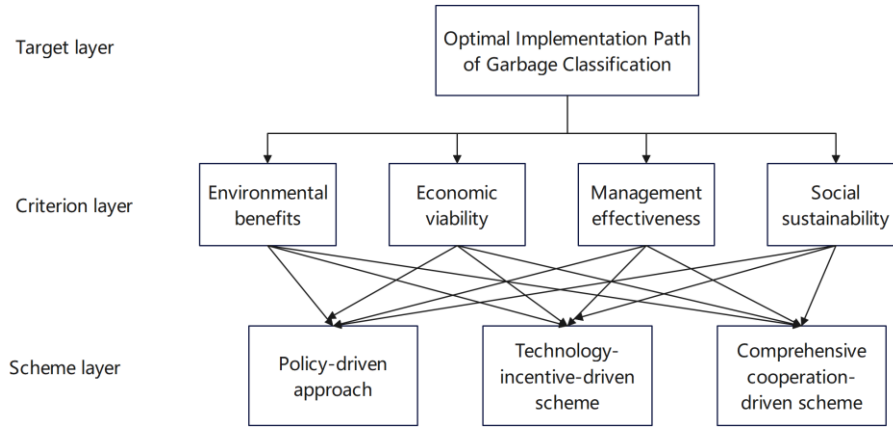 Target layer
Optimal Implementation Path
of Garbage Classification
Criterion layer
Environmental
benefits
Economic
viability
Management
effectiveness
Social
sustainability
Scheme layer
Policy-driven
approach
Technology-
incentive-driven
scheme
Comprehensive
cooperation-
driven scheme